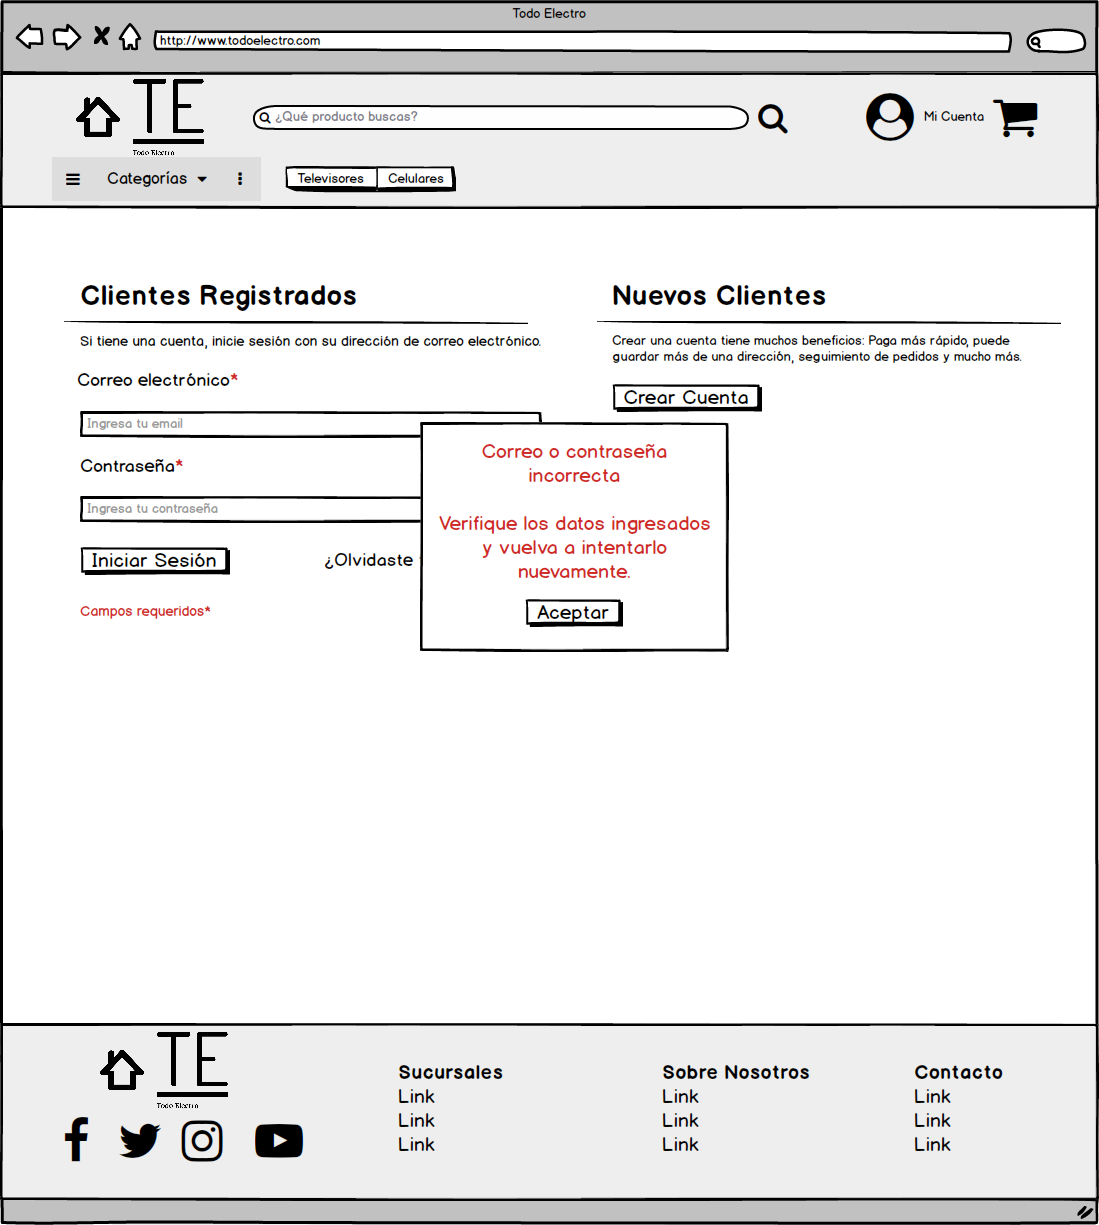 Todo Electro
http://www.todoelectro.com
TE
Todo Electro
¿Qué producto buscas?
Mi Cuenta
Categorías
Televisores
Celulares
Clientes Registrados
Si tiene una cuenta, inicie sesión con su dirección de correo electrónico.
Correo electrónico*
Ingresa tu email
Contraseña*
Ingresa tu contraseña
Iniciar Sesión
¿Olvidaste
Campos requeridos*
Nuevos Clientes
Crear una cuenta tiene muchos beneficios: Paga más rápido, puede
guardar más de una dirección, seguimiento de pedidos y mucho más.
Crear Cuenta
Correo o contraseña
incorrecta
Verifique los datos ingresados
y vuelva a intentarlo
nuevamente.
Aceptar
TE
Todo Electro
Sucursales
Link
Link
Link
Sobre Nosotros
Link
Link
Link
Contacto
Link
Link
Link